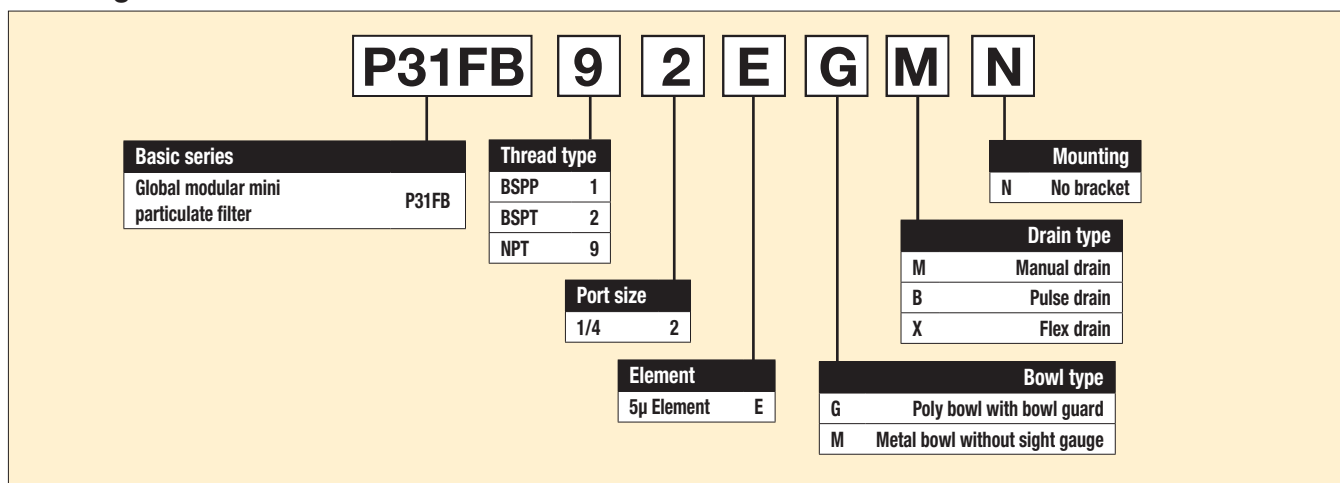 P31FB 9 2 E G M N
Basic series
Global modular mini
particulate filter P31FB
Thread type
BSPP 1
BSPT 2
NPT 9
Port size
1/4 2
Element
5µ Element E
Mounting
N No bracket
Drain type
M Manual drain
B Pulse drain
X Flex drain
Bowl type
G Poly bowl with bowl guard
M Metal bowl without sight gauge